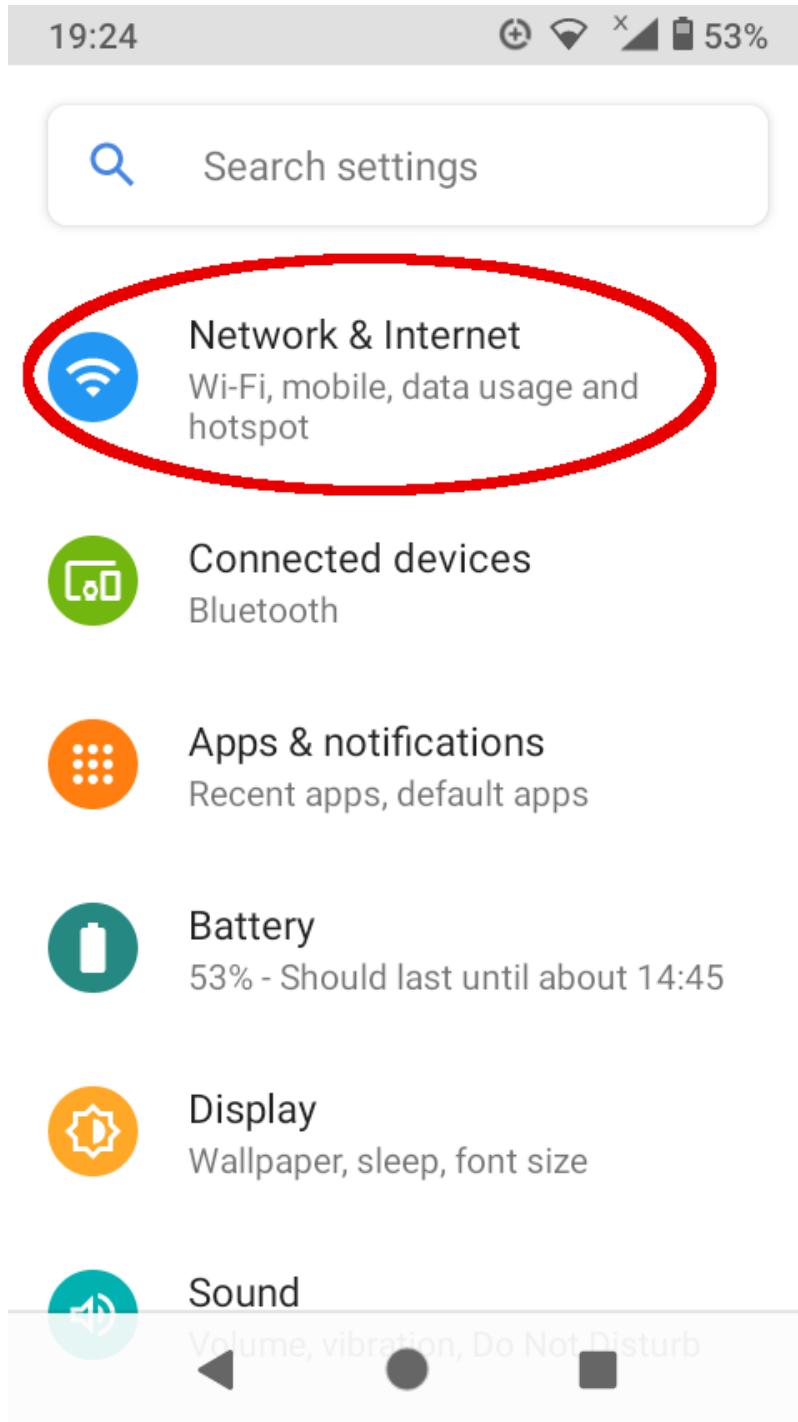 19:24
53%
Search settings
Network & Internet
Wi-Fi, mobile, data usage and
hotspot
Connected devices
Bluetooth
Apps & notifications
Recent apps, default apps
Battery
53% - Should last until about 14:45
Display
Wallpaper, sleep, font size
Sound
Volume, vibration, Do Not Disturb